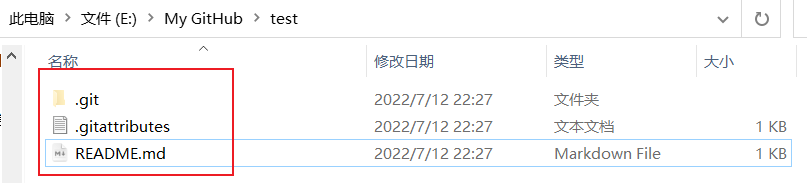 此电脑 > 文件 (E:) > My GitHub > test
名称 修改日期 类型 大小
.git 2022/7/12 22:27 文件夹
.gitattributes 2022/7/12 22:27 文本文档 1 KB
README.md 2022/7/12 22:27 Markdown File 1 KB